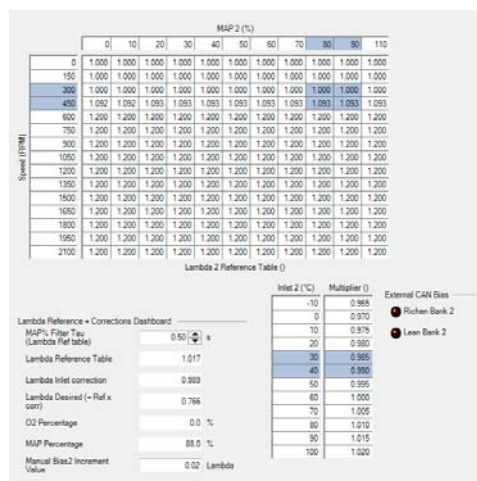 MAP 2 (%)
0 10 20 30 40 50 60 70 80 90 110
0 1.000 1.000 1.000 1.000 1.000 1.000 1.000 1.000 1.000 1.000 1.000
150 1.000 1.000 1.000 1.000 1.000 1.000 1.000 1.000 1.000 1.000 1.000
300 1.000 1.000 1.000 1.000 1.000 1.000 1.000 1.000 1.000 1.000 1.000
450 1.092 1.092 1.093 1.093 1.093 1.093 1.093 1.093 1.093 1.093 1.093
600 1.200 1.200 1.200 1.200 1.200 1.200 1.200 1.200 1.200 1.200 1.200
750 1.200 1.200 1.200 1.200 1.200 1.200 1.200 1.200 1.200 1.200 1.200
900 1.200 1.200 1.200 1.200 1.200 1.200 1.200 1.200 1.200 1.200 1.200
1050 1.200 1.200 1.200 1.200 1.200 1.200 1.200 1.200 1.200 1.200 1.200
1200 1.200 1.200 1.200 1.200 1.200 1.200 1.200 1.200 1.200 1.200 1.200
1350 1.200 1.200 1.200 1.200 1.200 1.200 1.200 1.200 1.200 1.200 1.200
1500 1.200 1.200 1.200 1.200 1.200 1.200 1.200 1.200 1.200 1.200 1.200
1650 1.200 1.200 1.200 1.200 1.200 1.200 1.200 1.200 1.200 1.200 1.200
1800 1.200 1.200 1.200 1.200 1.200 1.200 1.200 1.200 1.200 1.200 1.200
1950 1.200 1.200 1.200 1.200 1.200 1.200 1.200 1.200 1.200 1.200 1.200
2100 1.200 1.200 1.200 1.200 1.200 1.200 1.200 1.200 1.200 1.200 1.200
Speed (RPM)
Lambda 2 Reference Table ()
Lambda Reference + Corrections Dashboard
MAP% Filter Tau
(Lambda Ref table) 0.50 s
Lambda Reference Table 1.017
Lambda Inlet correction 0.989
Lambda Desired (= Ref x
corr) 0.766
O2 Percentage 0.0 %
MAP Percentage 88.0 %
Manual Bias2 Increment
Value 0.02 Lambda
Inlet 2 (°C) Multiplier ()
-10 0.965
0 0.970
10 0.975
20 0.980
30 0.985
40 0.990
50 0.995
60 1.000
70 1.005
80 1.010
90 1.015
100 1.020
External CAN Bias
Richen Bank 2
Lean Bank 2